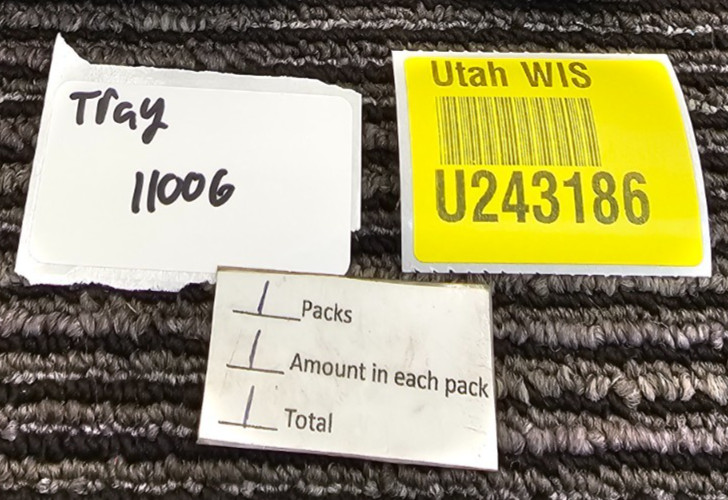 Tray
11006
Utah WIS
U243186
1 Packs
1 Amount in each pack
1 Total